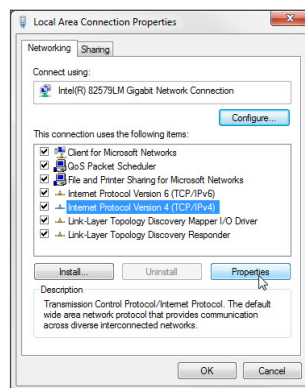 Local Area Connection Properties
Networking
Sharing
Connect using:
Intel(R) 82579LM Gigabit Network Connection
Configure...
This connection uses the following items:
Client for Microsoft Networks
QoS Packet Scheduler
File and Printer Sharing for Microsoft Networks
Internet Protocol Version 6 (TCP/IPv6)
Internet Protocol Version 4 (TCP/IPv4)
Link-Layer Topology Discovery Mapper I/O Driver
Link-Layer Topology Discovery Responder
Install...
Uninstall
Properties
Description
Transmission Control Protocol/Internet Protocol. The default
wide area network protocol that provides communication
across diverse interconnected networks.
OK
Cancel